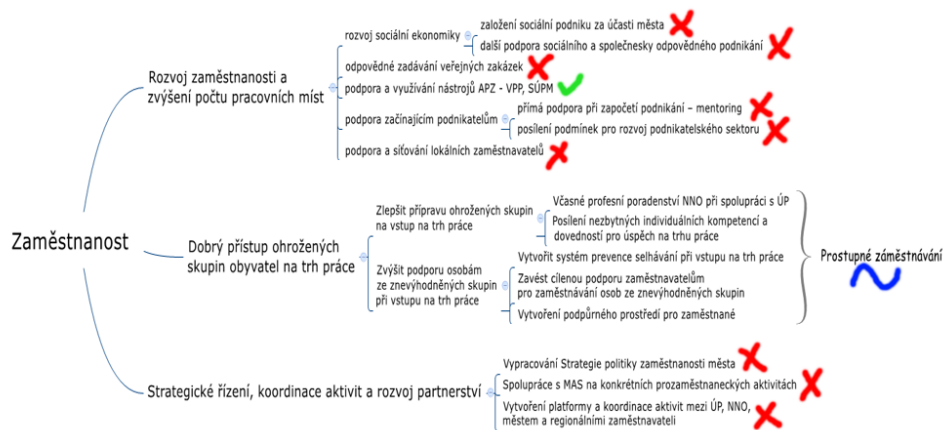 Zaměstnanost
Rozvoj zaměstnanosti a
zvýšení počtu pracovních míst
rozvoj sociální ekonomiky
založení sociální podniku za účasti města
další podpora sociálního a společnesky odpovědného podnikání
odpovědné zadávání veřejných zakázek
podpora a využívání nástrojů APZ - VPP, SÚPM
podpora začínajícím podnikatelům
přímá podpora při započetí podnikání – mentoring
posílení podmínek pro rozvoj podnikatelského sektoru
podpora a síťování lokálních zaměstnavatelů
Dobrý přístup ohrožených
skupin obyvatel na trh práce
Zlepšit přípravu ohrožených skupin
na vstup na trh práce
Včasné profesní poradenství NNO při spolupráci s ÚP
Posílení nezbytných individuálních kompetencí a
dovedností pro úspěch na trhu práce
Zvýšit podporu osobám
ze znevýhodněných skupin
při vstupu na trh práce
Vytvořit systém prevence selhávání při vstupu na trh práce
Zavést cílenou podporu zaměstnavatelům
pro zaměstnávání osob ze znevýhodněných skupin
Vytvoření podpůrného prostředí pro zaměstnané
Prostupné záměstnávání
Strategické řízení, koordinace aktivit a rozvoj partnerství
Vypracování Strategie politiky zaměstnanosti města
Spolupráce s MAS na konkrétních prozaměstnaneckých aktivitách
Vytvoření platformy a koordinace aktivit mezi ÚP, NNO,
městem a regionálními zaměstnavateli